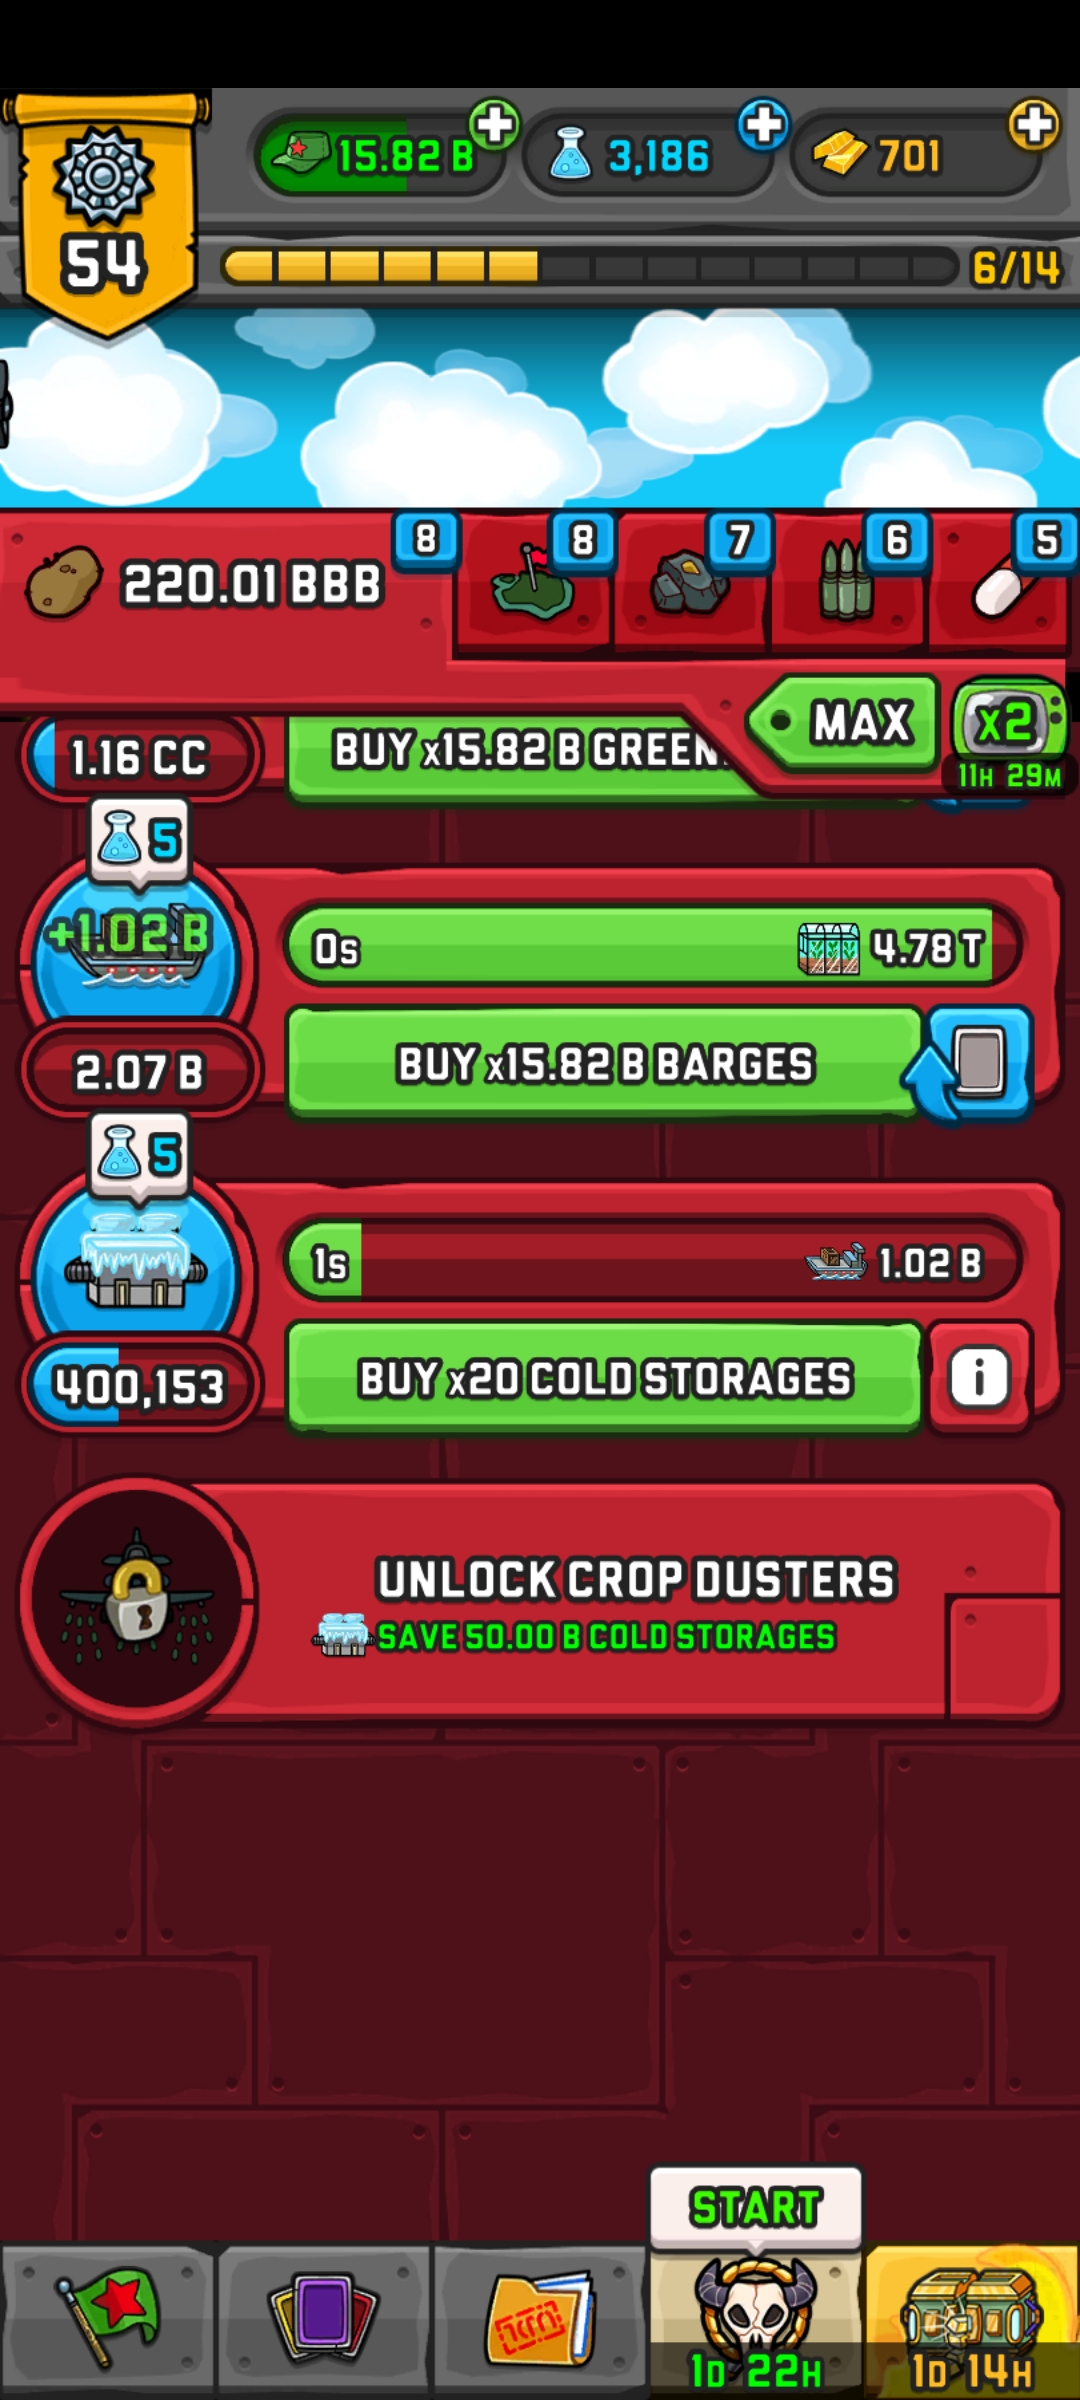 15.82 B
3,186
701
54
6/14
8
8
7
6
5
220.01 BBB
MAX
x2
11H 29M
1.16 CC
BUY x15.82 B GREEN
5
+1.02 B
0s
4.78 T
2.07 B
BUY x15.82 B BARGES
5
1s
1.02 B
400,153
BUY x20 COLD STORAGES
i
UNLOCK CROP DUSTERS
SAVE 50.00 B COLD STORAGES
START
1D 22H
1D 14H